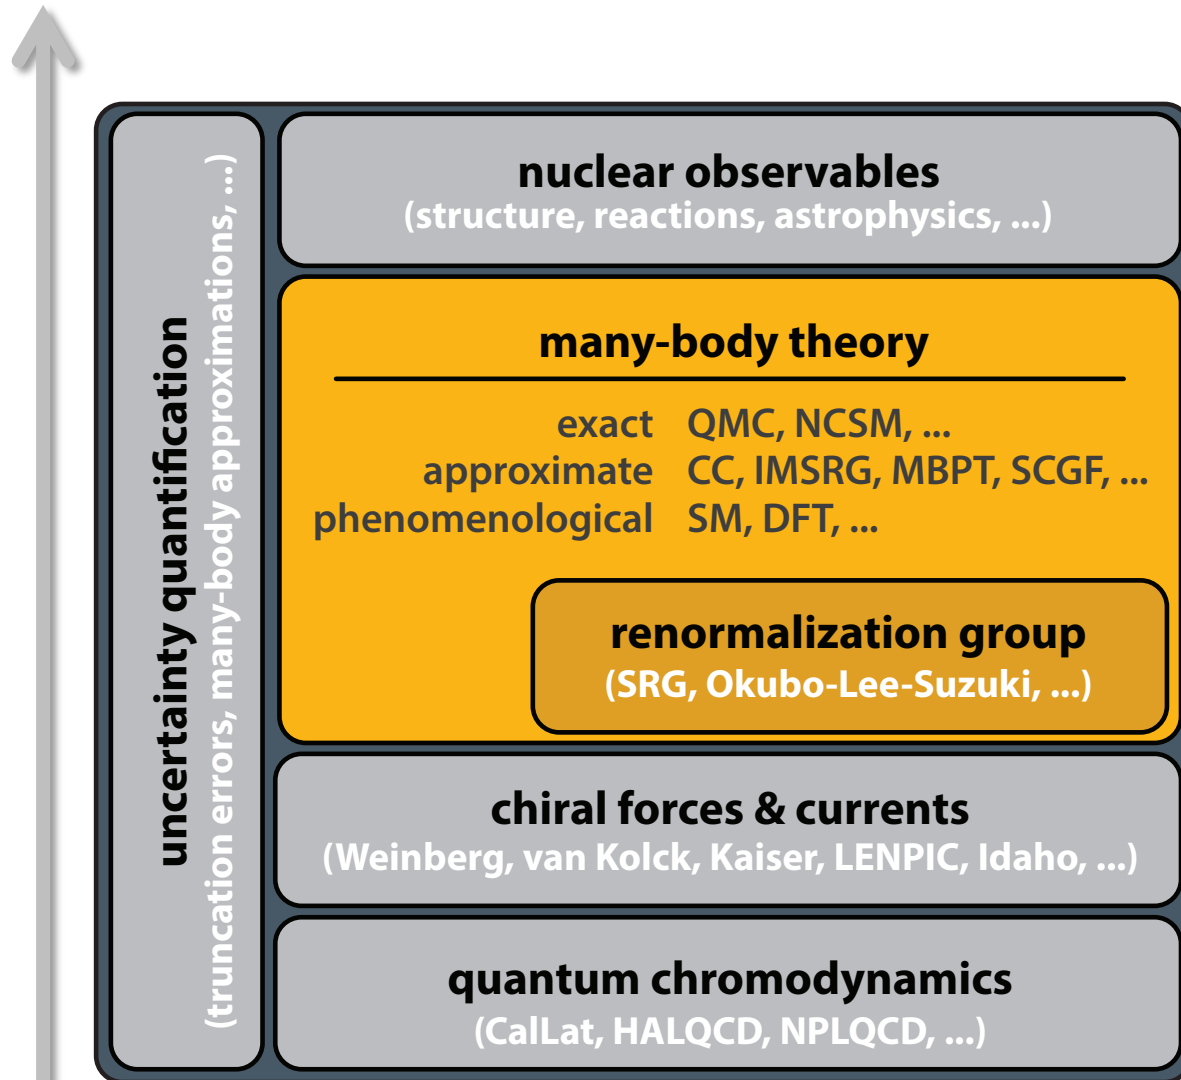 uncertainty quantification
(truncation errors, many-body approximations, ...)
nuclear observables
(structure, reactions, astrophysics, ...)
many-body theory
exact QMC, NCSM, ...
approximate CC, IMSRG, MBPT, SCGF, ...
phenomenological SM, DFT, ...
renormalization group
(SRG, Okubo-Lee-Suzuki, ...)
chiral forces & currents
(Weinberg, van Kolck, Kaiser, LENPIC, Idaho, ...)
quantum chromodynamics
(CalLat, HALQCD, NPLQCD, ...)